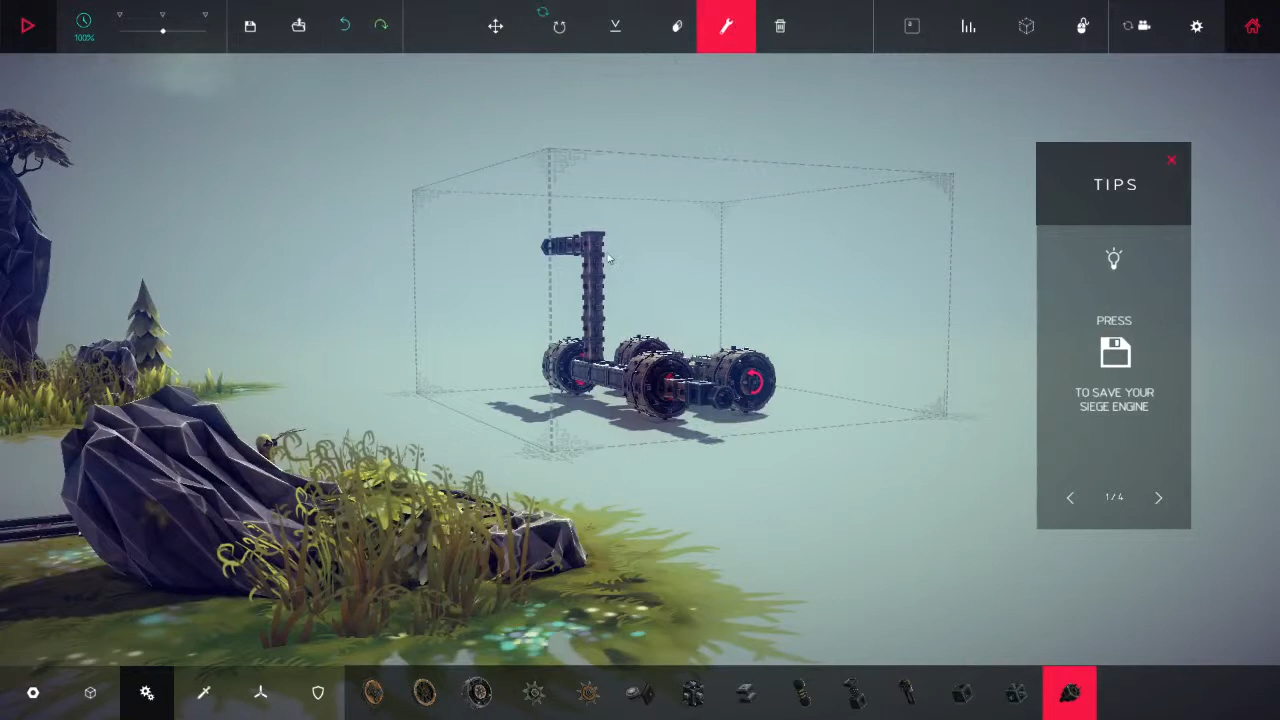 100%
TIPS
PRESS
TO SAVE YOUR
SIEGE ENGINE
1/4